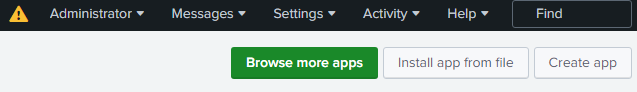 Administrator Messages Settings Activity Help Find
Browse more apps Install app from file Create app